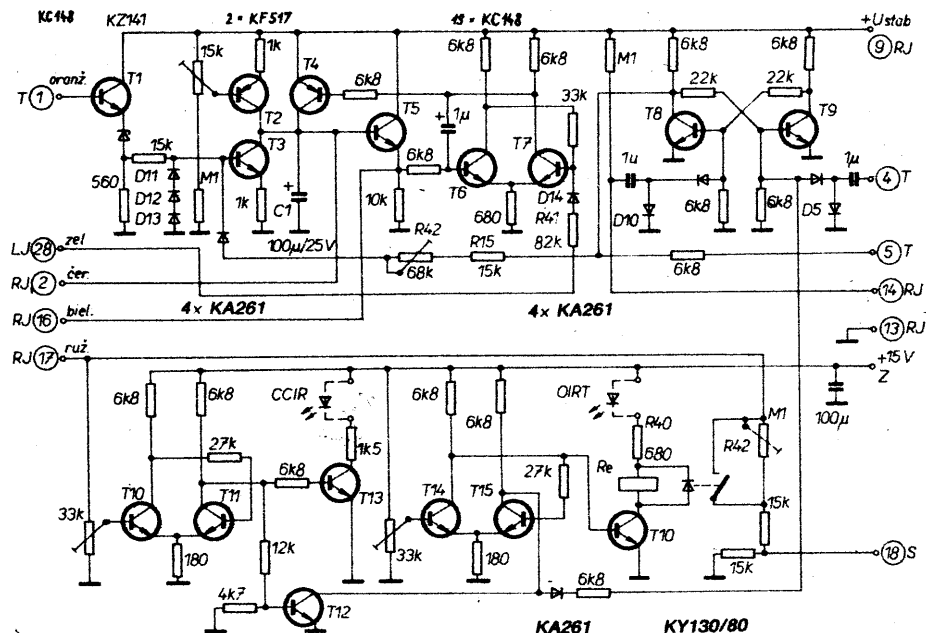 KC148 KZ141 2 = KF517 15 = KC148
+Ustab
9 RJ
15k 1k T4 6k8 6k8 6k8 M1 6k8 6k8
T 1 oranž T1
T2 T5 1µ 33k 22k 22k
T8 T9
T3 T7
15k 6k8 T6 1µ 1µ 4 T
560 D11 M1 1k + C1 10k D14
D12 680 R41 D10 6k8 6k8 D5
D13 100µ/25V R42 R15 82k
LJ 28 zel. 68k 15k 6k8 5 T
RJ 2 čer. 4x KA261 4x KA261 14 RJ
RJ 16 biel. 13 RJ
RJ 17 ruž. +15V
Z
6k8 6k8 CCIR 6k8 6k8 OIRT 100µ
R40 M1
R42
27k 1k5 680
6k8 27k Re
T10 T11 T13 T14 T15 15k
33k 33k T10
180 12k 180 15k 18 S
4k7 6k8
T12
KA261 KY130/80